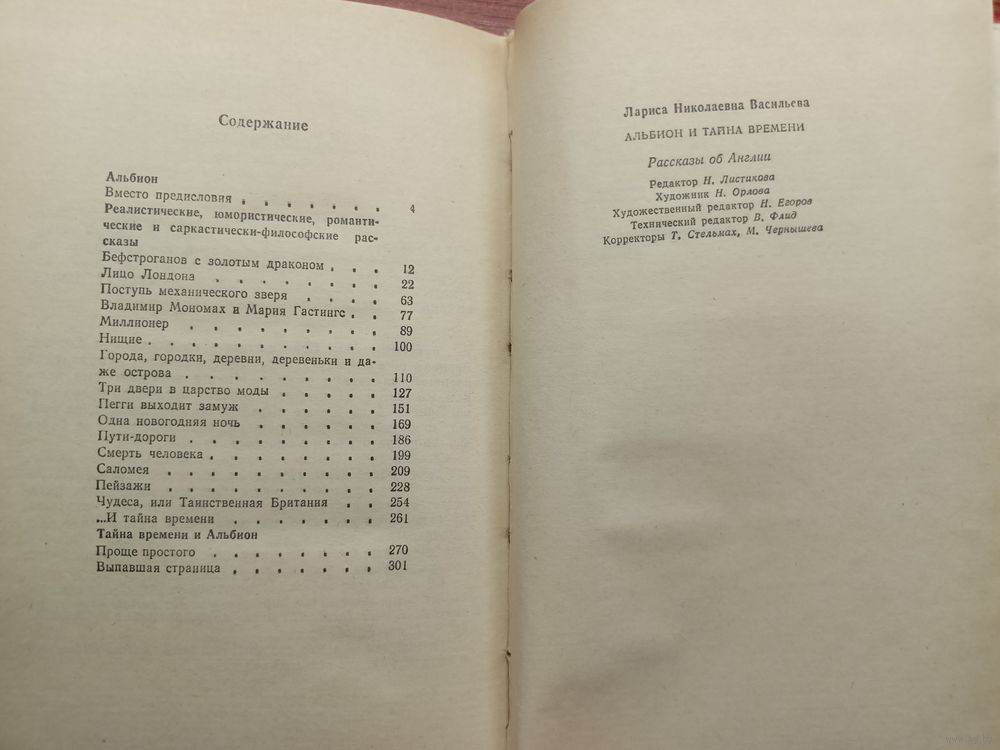 Содержание
Альбион
Вместо предисловия . . . . . . . 4
Реалистические, юмористические, романти-
ческие и саркастически-философские рас-
сказы
Бефстроганов с золотым драконом . . . 12
Лицо Лондона . . . . . . . . 22
Поступь механического зверя . . . . 63
Владимир Мономах и Мария Гастингс . . 77
Миллионер . . . . . . . . 89
Нищие . . . . . . . . . 100
Города, городки, деревни, деревеньки и да-
же острова . . . . . . . . 110
Три двери в царство моды . . . . . 127
Пегги выходит замуж . . . . . . 151
Одна новогодняя ночь . . . . . . 169
Пути-дороги . . . . . . . . 186
Смерть человека . . . . . . . . 199
Саломея . . . . . . . . . 209
Пейзажи . . . . . . . . . 228
Чудеса, или Таинственная Британия . . 254
...И тайна времени . . . . . . . 261
Тайна времени и Альбион
Проще простого . . . . . . . 270
Выпавшая страница . . . . . . . 301
Лариса Николаевна Васильева
АЛЬБИОН И ТАЙНА ВРЕМЕНИ
Рассказы об Англии
Редактор Н. Листикова
Художник Н. Орлова
Художественный редактор Н. Егоров
Технический редактор В. Флид
Корректоры Т. Стельмах, М. Чернышева